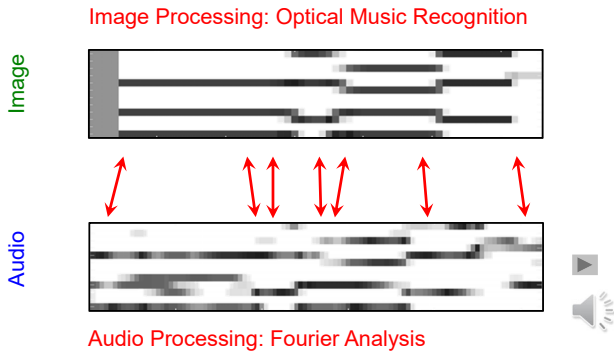 Image Processing: Optical Music Recognition
Image
Audio
Audio Processing: Fourier Analysis